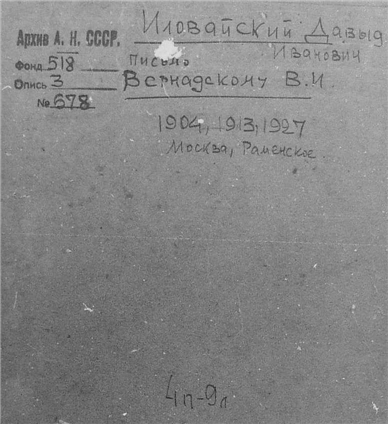 Иловайский Давыд
Иванович
Архив А. Н. СССР.
Фонд 518
Опись 3
№ 678
письмо
Вернадскому В.И.
1904, 1913, 1927
Москва, Раменское.
4п-9л